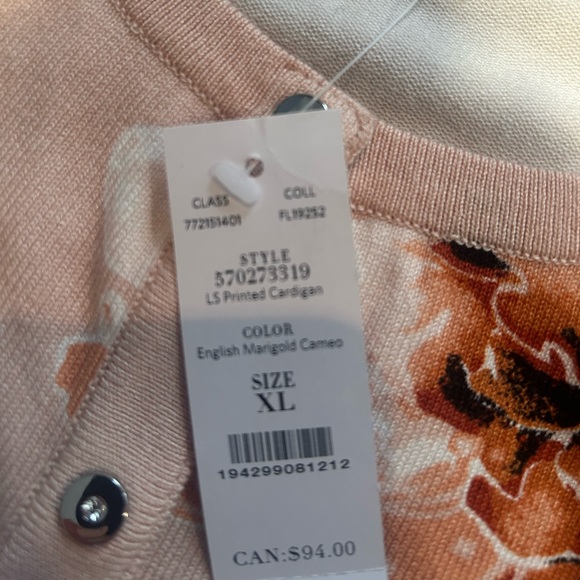 CLASS COLL
772151401 FL19252
STYLE
570273319
LS Printed Cardigan
COLOR
English Marigold Cameo
SIZE
XL
194299081212
CAN:$94.00